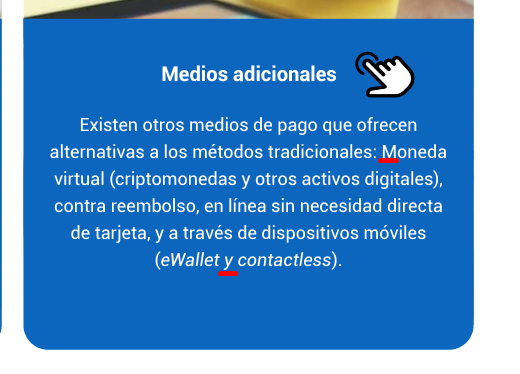 Medios adicionales
Existen otros medios de pago que ofrecen
alternativas a los métodos tradicionales: Moneda
virtual (criptomonedas y otros activos digitales),
contra reembolso, en línea sin necesidad directa
de tarjeta, y a través de dispositivos móviles
(eWallet y contactless).